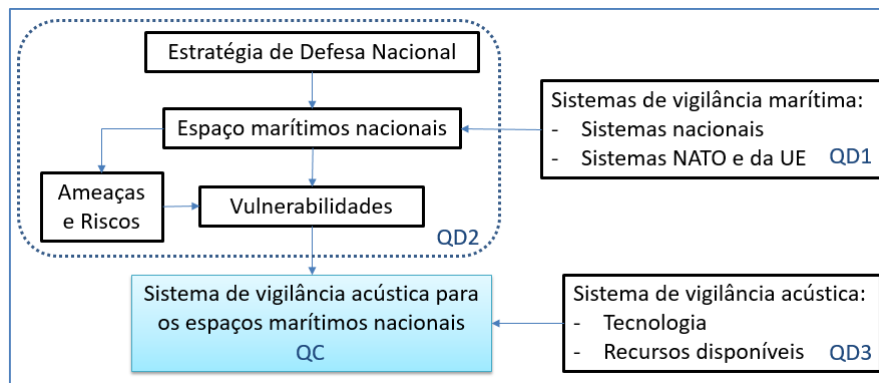 Estratégia de Defesa Nacional
Espaço marítimos nacionais
Ameaças
e Riscos
Vulnerabilidades
QD2
Sistemas de vigilância marítima:
- Sistemas nacionais
- Sistemas NATO e da UE QD1
Sistema de vigilância acústica para
os espaços marítimos nacionais
QC
Sistema de vigilância acústica:
- Tecnologia
- Recursos disponíveis QD3